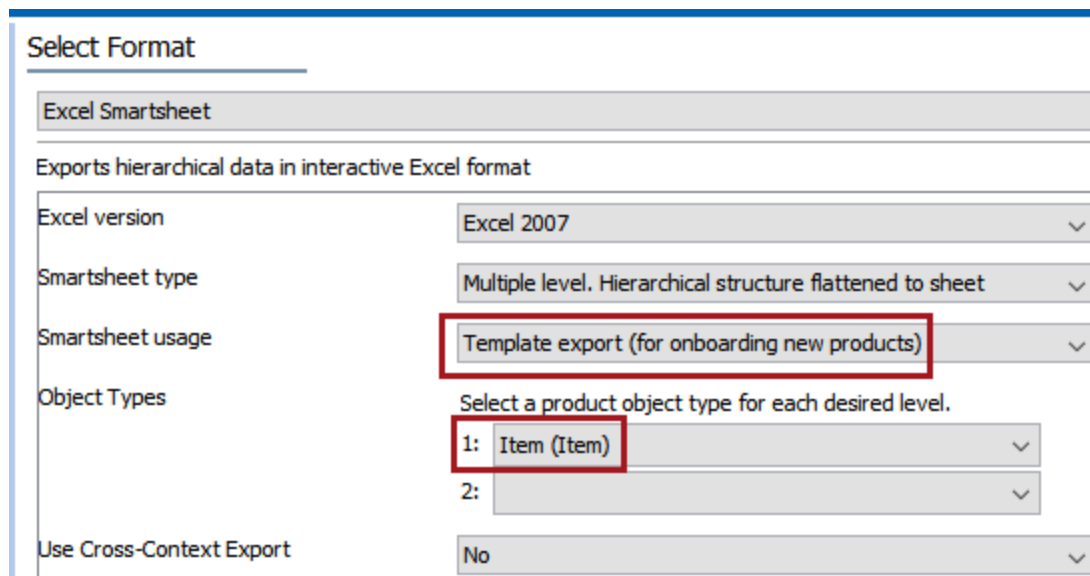 Select Format
Excel Smartsheet
Exports hierarchical data in interactive Excel format
Excel version
Excel 2007
Smartsheet type
Multiple level. Hierarchical structure flattened to sheet
Smartsheet usage
Template export (for onboarding new products)
Object Types
Select a product object type for each desired level.
1: Item (Item)
2:
Use Cross-Context Export
No